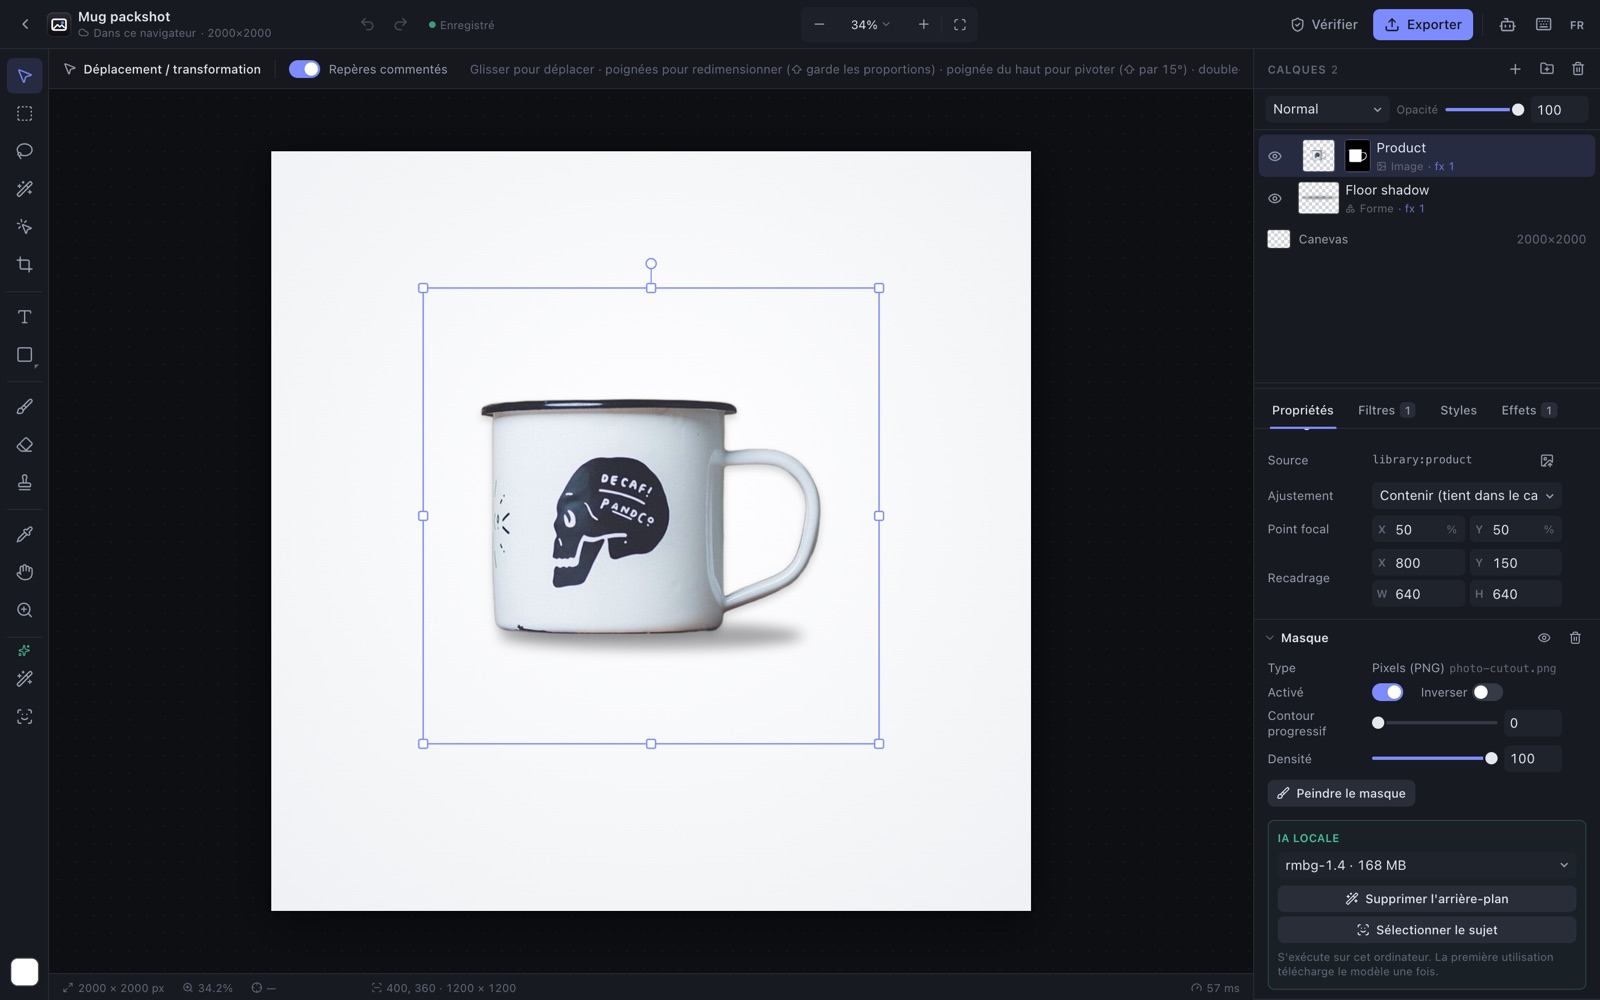 Mug packshot
Dans ce navigateur · 2000×2000
Enregistré
34%
Vérifier
Exporter
FR
Déplacement / transformation
Repères commentés
Glisser pour déplacer · poignées pour redimensionner (⇧ garde les proportions) · poignée du haut pour pivoter (⇧ par 15°) · double-
CALQUES 2
Normal
Opacité
100
Product
Image · fx 1
Floor shadow
Forme · fx 1
Canevas
2000×2000
DECAF!
PANDCO
Propriétés
Filtres 1
Styles
Effets 1
Source
library:product
Ajustement
Contenir (tient dans le ca
Point focal
X 50 %
Y 50 %
Recadrage
X 800
Y 150
W 640
H 640
Masque
Type
Pixels (PNG) photo-cutout.png
Activé
Inverser
Contour
progressif
0
Densité
100
Peindre le masque
IA LOCALE
rmbg-1.4 · 168 MB
Supprimer l'arrière-plan
Sélectionner le sujet
S'exécute sur cet ordinateur. La première utilisation
télécharge le modèle une fois.
2000 × 2000 px
34.2%
—
400, 360 · 1200 × 1200
57 ms